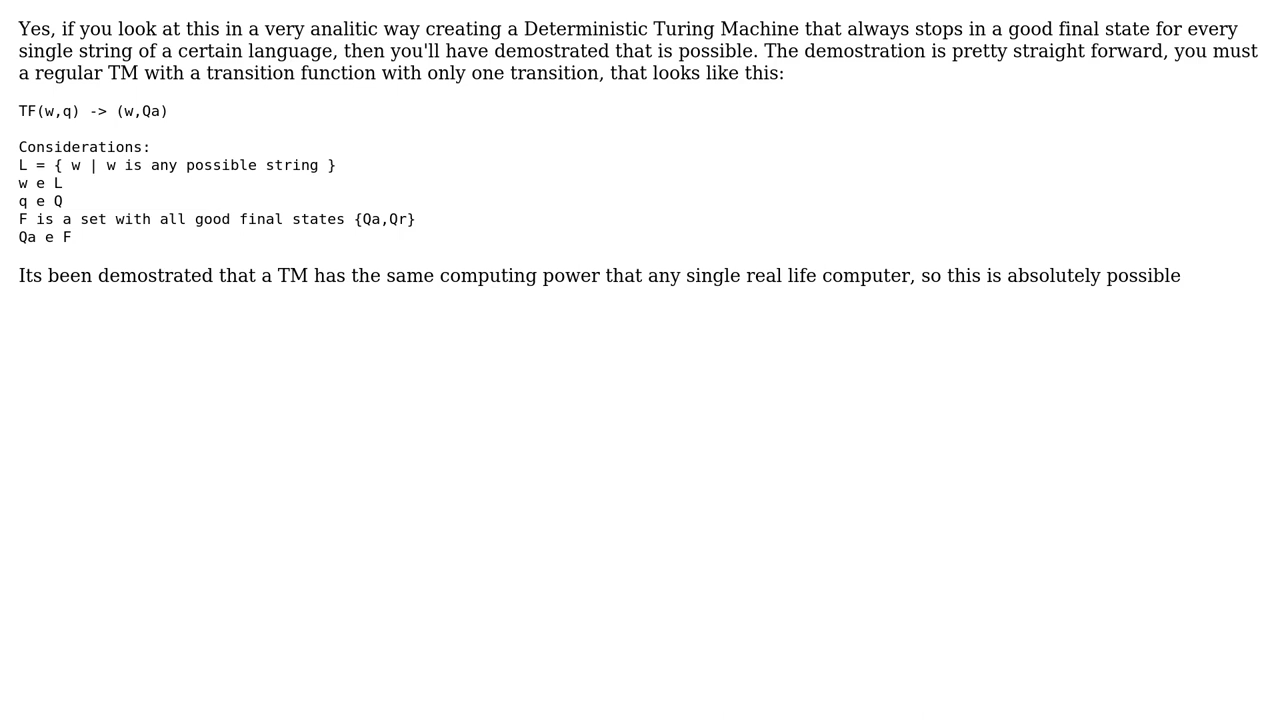 Yes, if you look at this in a very analitic way creating a Deterministic Turing Machine that always stops in a good final state for every
single string of a certain language, then you'll have demostrated that is possible. The demostration is pretty straight forward, you must
a regular TM with a transition function with only one transition, that looks like this:
TF(w,q) -> (w,Qa)
Considerations:
L = { w | w is any possible string }
w e L
q e Q
F is a set with all good final states {Qa,Qr}
Qa e F
Its been demostrated that a TM has the same computing power that any single real life computer, so this is absolutely possible